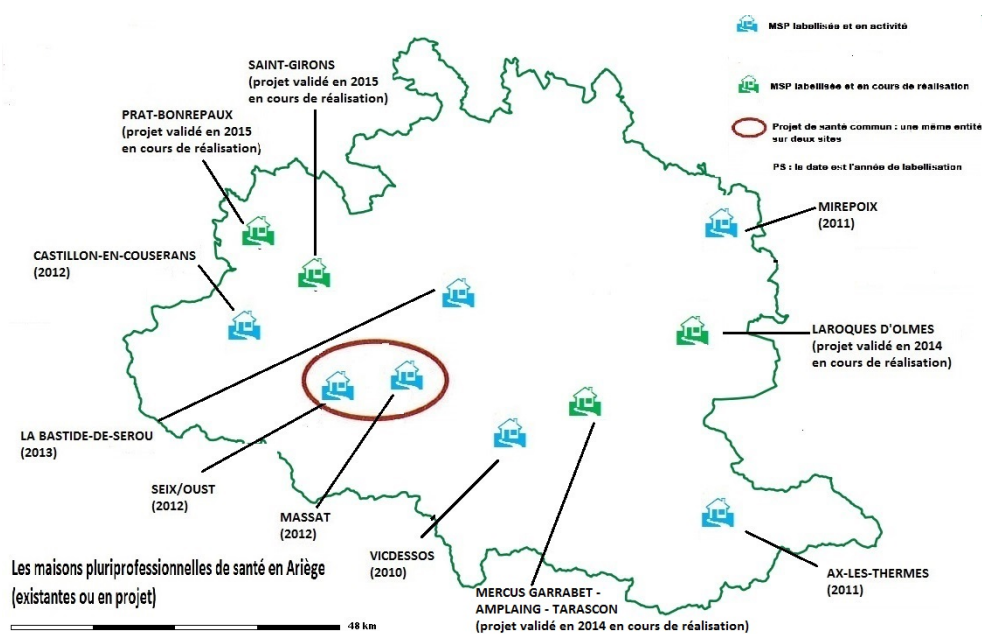 MSP labellisée et en activité
SAINT-GIRONS
(projet validé en 2015
en cours de réalisation)
MSP labellisée et en cours de réalisation
PRAT-BONREPAUX
(projet validé en 2015
en cours de réalisation)
Projet de santé commun : une même entité
sur deux sites
PS : la date est l'année de labellisation
MIREPOIX
(2011)
CASTILLON-EN-COUSERANS
(2012)
LAROQUES D'OLMES
(projet validé en 2014
en cours de réalisation)
LA BASTIDE-DE-SEROU
(2013)
SEIX/OUST
(2012)
MASSAT
(2012)
VICDESSOS
(2010)
MERCUS GARRABET -
AMPLAING - TARASCON
(projet validé en 2014 en cours de réalisation)
AX-LES-THERMES
(2011)
Les maisons pluriprofessionnelles de santé en Ariège
(existantes ou en projet)
48 km